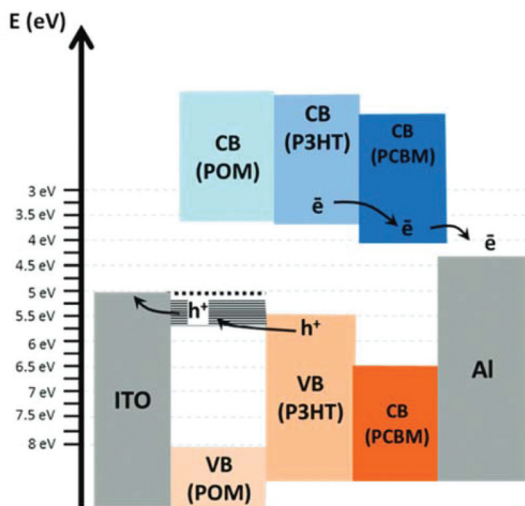 E (eV)
CB
(POM)
CB
(P3HT)
CB
(PCBM)
3 eV
3.5 eV
4 eV
4.5 eV
5 eV
5.5 eV
6 eV
6.5 eV
7 eV
7.5 eV
8 eV
ē
ē
ē
h⁺
h⁺
ITO
VB
(POM)
VB
(P3HT)
CB
(PCBM)
Al